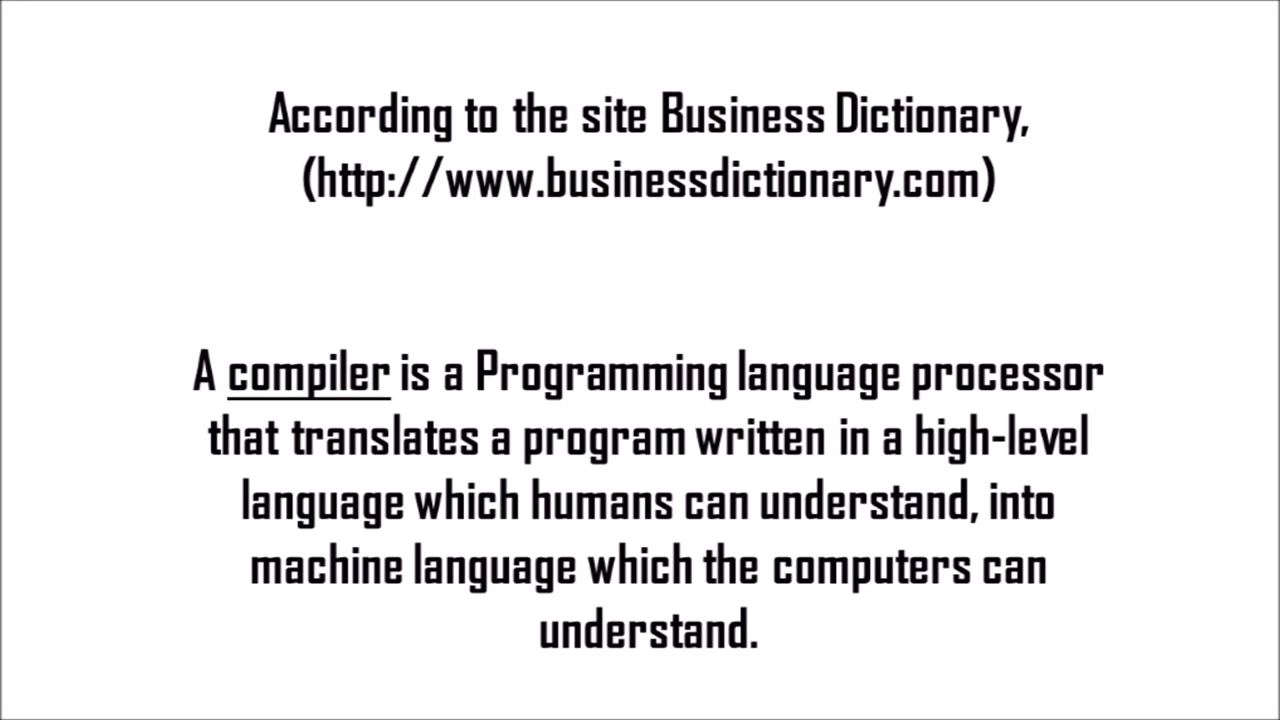 According to the site Business Dictionary,
(http://www.businessdictionary.com)
A compiler is a Programming language processor
that translates a program written in a high-level
language which humans can understand, into
machine language which the computers can
understand.